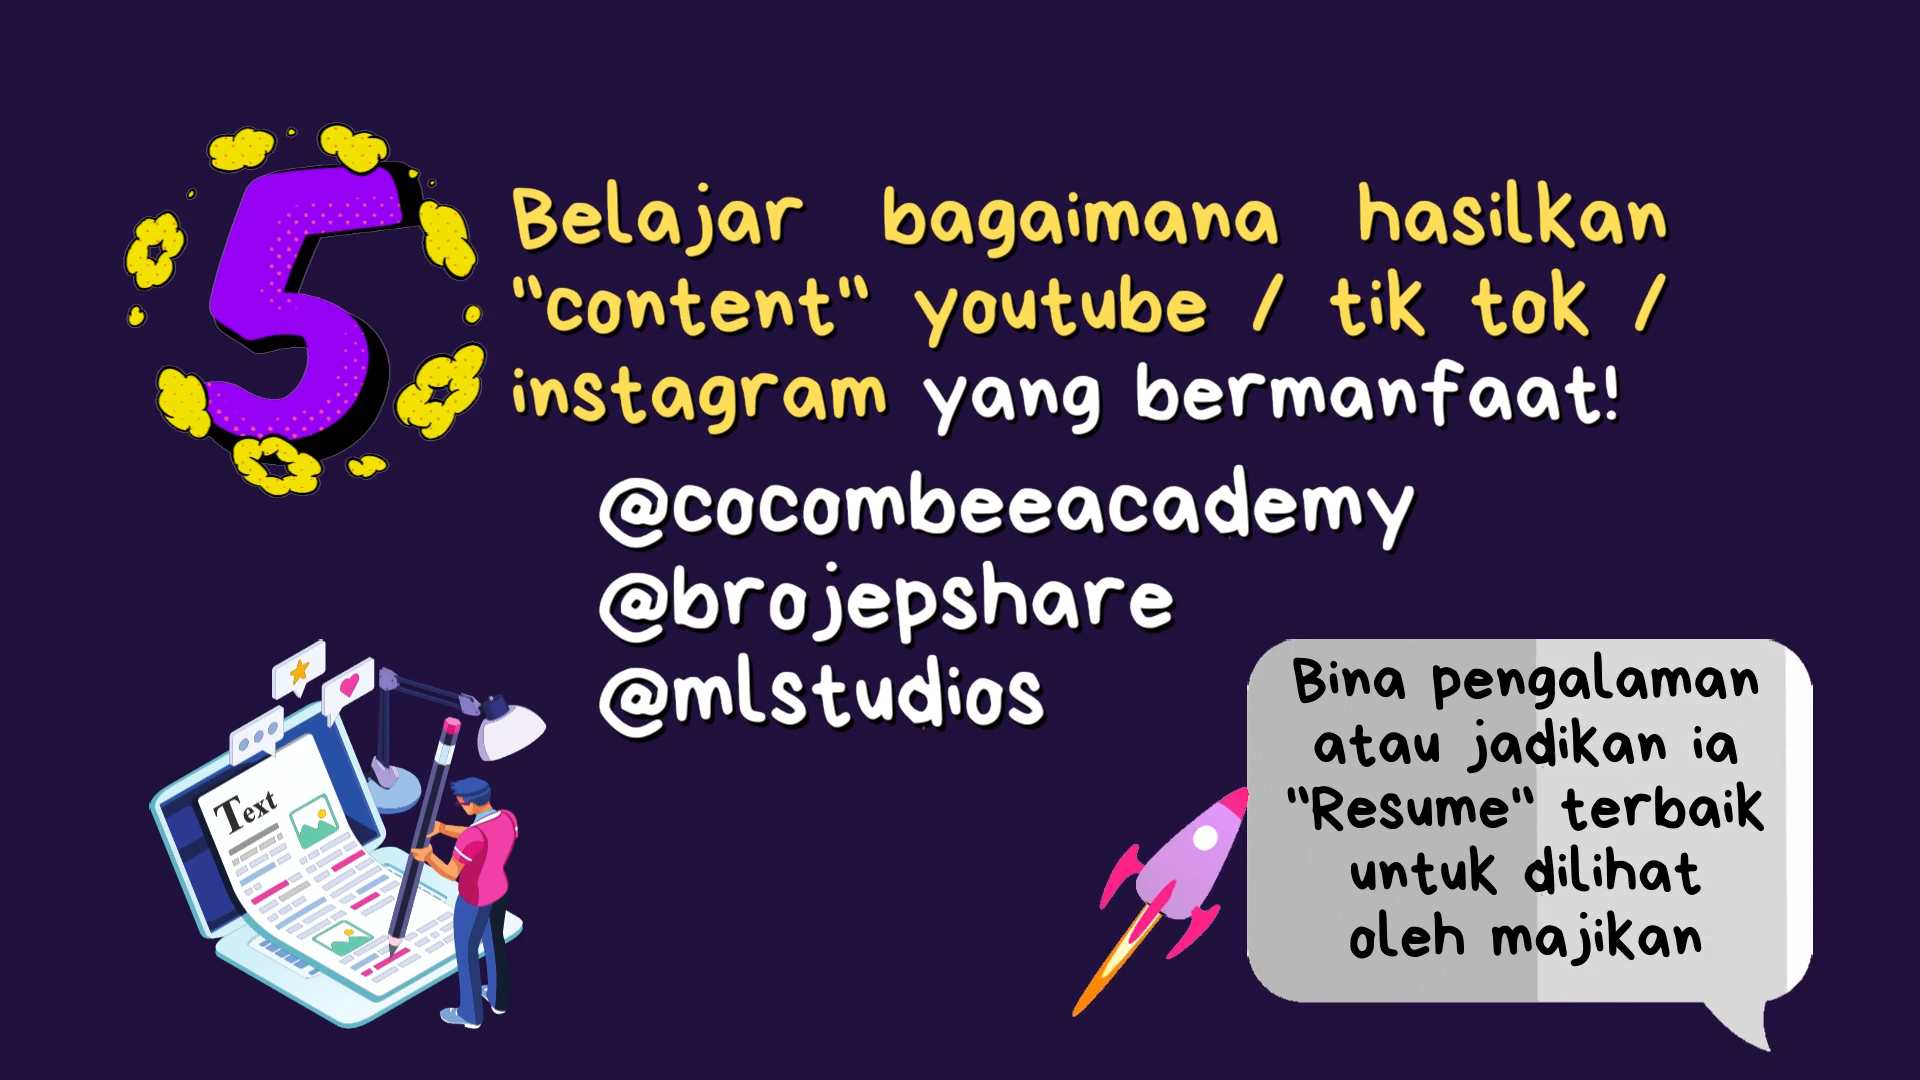 5
Belajar bagaimana hasilkan
"content" youtube / tik tok /
instagram yang bermanfaat!
@cocombeeacademy
@brojepshare
@mlstudios
Text
Bina pengalaman
atau jadikan ia
"Resume" terbaik
untuk dilihat
oleh majikan